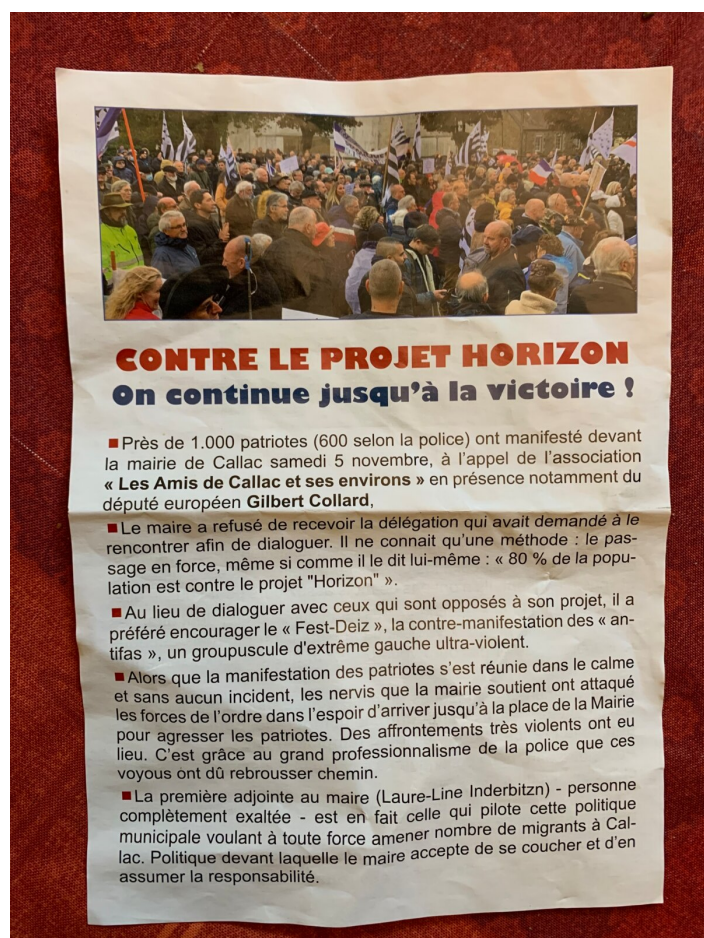 CONTRE LE PROJET HORIZON
On continue jusqu'à la victoire !
■ Près de 1.000 patriotes (600 selon la police) ont manifesté devant
la mairie de Callac samedi 5 novembre, à l'appel de l'association
« Les Amis de Callac et ses environs » en présence notamment du
député européen Gilbert Collard,
■ Le maire a refusé de recevoir la délégation qui avait demandé à le
rencontrer afin de dialoguer. Il ne connait qu'une méthode : le pas-
sage en force, même si comme il le dit lui-même : « 80 % de la popu-
lation est contre le projet "Horizon" ».
■ Au lieu de dialoguer avec ceux qui sont opposés à son projet, il a
préféré encourager le « Fest-Deiz », la contre-manifestation des « an-
tifas », un groupuscule d'extrême gauche ultra-violent.
■ Alors que la manifestation des patriotes s'est réunie dans le calme
et sans aucun incident, les nervis que la mairie soutient ont attaqué
les forces de l'ordre dans l'espoir d'arriver jusqu'à la place de la Mairie
pour agresser les patriotes. Des affrontements très violents ont eu
lieu. C'est grâce au grand professionnalisme de la police que ces
voyous ont dû rebrousser chemin.
■ La première adjointe au maire (Laure-Line Inderbitzn) - personne
complètement exaltée - est en fait celle qui pilote cette politique
municipale voulant à toute force amener nombre de migrants à Cal-
lac. Politique devant laquelle le maire accepte de se coucher et d'en
assumer la responsabilité.